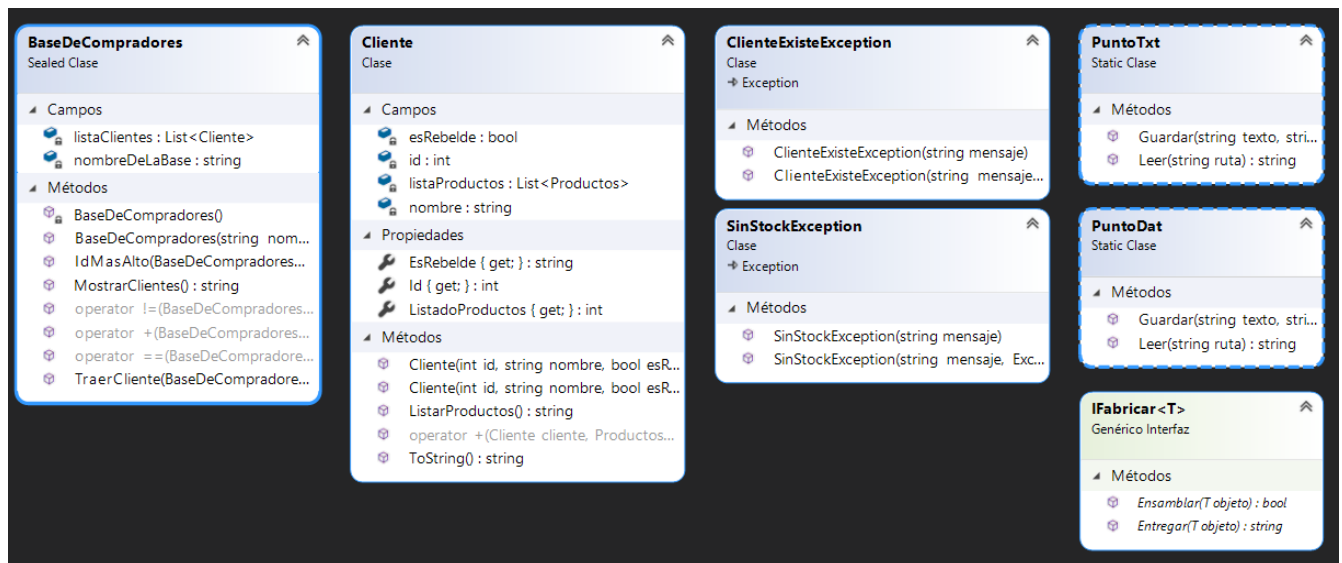 BaseDeCompradores
Sealed Clase
Campos
listaClientes : List<Cliente>
nombreDeLaBase : string
Métodos
BaseDeCompradores()
BaseDeCompradores(string nom...
IdMasAlto(BaseDeCompradores...
MostrarClientes() : string
operator !=(BaseDeCompradores...
operator +(BaseDeCompradores...
operator ==(BaseDeCompradore...
TraerCliente(BaseDeCompradore...
Cliente
Clase
Campos
esRebelde : bool
id : int
listaProductos : List<Productos>
nombre : string
Propiedades
EsRebelde { get; } : string
Id { get; } : int
ListadoProductos { get; } : int
Métodos
Cliente(int id, string nombre, bool esR...
Cliente(int id, string nombre, bool esR...
ListarProductos() : string
operator +(Cliente cliente, Productos...
ToString() : string
ClienteExisteException
Clase
Exception
Métodos
ClienteExisteException(string mensaje)
ClienteExisteException(string mensaje...
SinStockException
Clase
Exception
Métodos
SinStockException(string mensaje)
SinStockException(string mensaje, Exc...
PuntoTxt
Static Clase
Métodos
Guardar(string texto, stri...
Leer(string ruta) : string
PuntoDat
Static Clase
Métodos
Guardar(string texto, stri...
Leer(string ruta) : string
IFabricar<T>
Genérico Interfaz
Métodos
Ensamblar(T objeto) : bool
Entregar(T objeto) : string